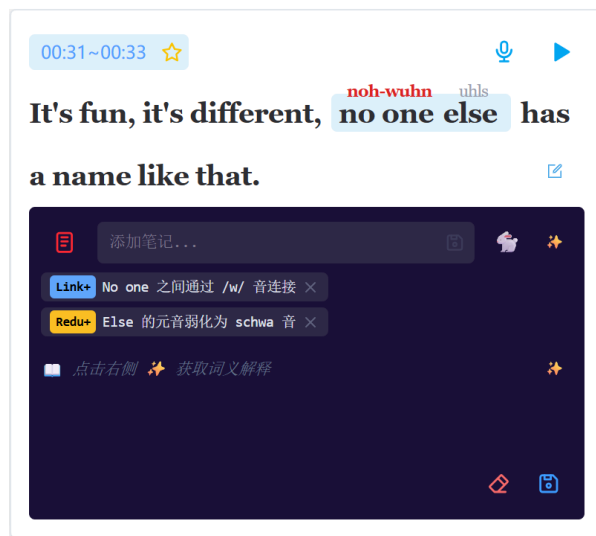 00:31~00:33
noh-wuhn uhls
It's fun, it's different, no one else has
a name like that.
添加笔记...
Link+ No one 之间通过 /w/ 音连接
Redu+ Else 的元音弱化为 schwa 音
点击右侧 ✨ 获取词义解释